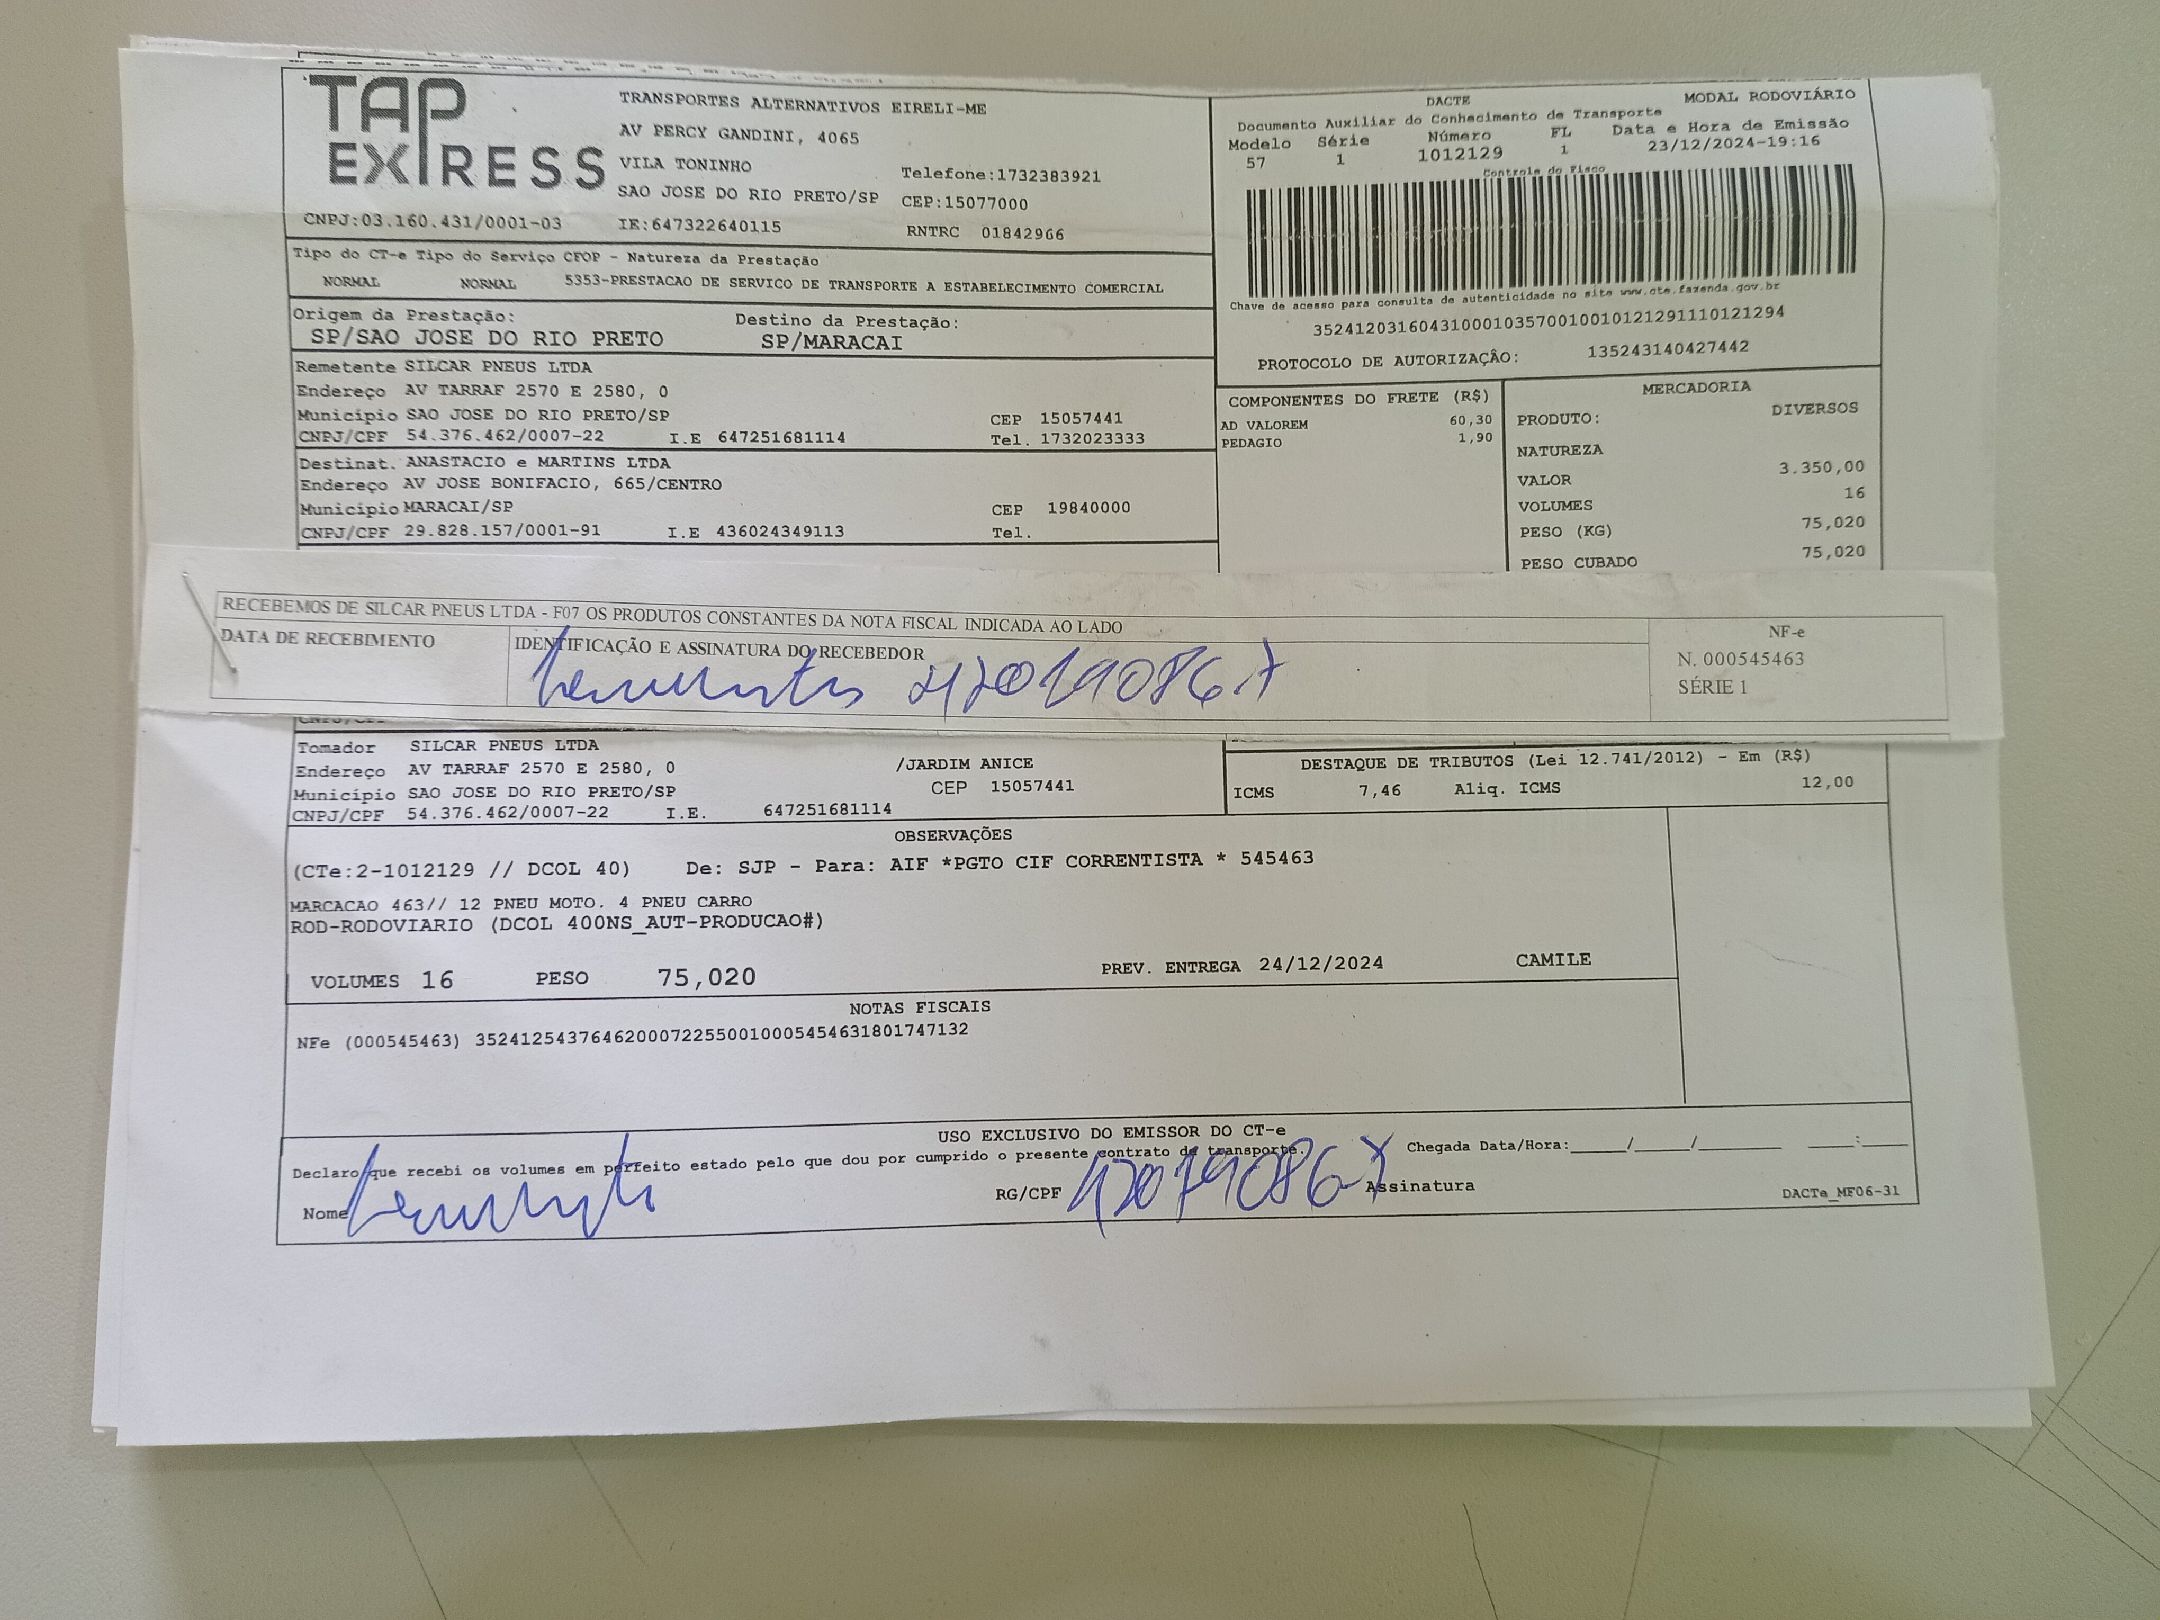 TAP EXPRESS
TRANSPORTES ALTERNATIVOS EIRELI-ME
AV PERCY GANDINI, 4065
VILA TONINHO
Telefone:1732383921
SAO JOSE DO RIO PRETO/SP CEP:15077000
CNPJ:03.160.431/0001-03 IE:647322640115 RNTRC 01842966
DACTE MODAL RODOVIÁRIO
Documento Auxiliar do Conhecimento de Transporte
Modelo Série Número FL Data e Hora de Emissão
57 1 1012129 1 23/12/2024-19:16
Controle do Fisco
Chave de acesso para consulta de autenticidade no site www.cte.fazenda.gov.br
35241203160431000103570010010121291110121294
PROTOCOLO DE AUTORIZAÇÂO: 135243140427442
Tipo do CT-e Tipo do Serviço CFOP - Natureza da Prestação
NORMAL NORMAL 5353-PRESTACAO DE SERVICO DE TRANSPORTE A ESTABELECIMENTO COMERCIAL
Origem da Prestação: Destino da Prestação:
SP/SAO JOSE DO RIO PRETO SP/MARACAI
Remetente SILCAR PNEUS LTDA
Endereço AV TARRAF 2570 E 2580, 0
Município SAO JOSE DO RIO PRETO/SP CEP 15057441
CNPJ/CPF 54.376.462/0007-22 I.E 647251681114 Tel. 1732023333
Destinat. ANASTACIO e MARTINS LTDA
Endereço AV JOSE BONIFACIO, 665/CENTRO
Município MARACAI/SP CEP 19840000
CNPJ/CPF 29.828.157/0001-91 I.E 436024349113 Tel.
COMPONENTES DO FRETE (R$)
AD VALOREM 60,30
PEDAGIO 1,90
MERCADORIA
PRODUTO: DIVERSOS
NATUREZA
VALOR 3.350,00
VOLUMES 16
PESO (KG) 75,020
PESO CUBADO 75,020
RECEBEMOS DE SILCAR PNEUS LTDA - F07 OS PRODUTOS CONSTANTES DA NOTA FISCAL INDICADA AO LADO
DATA DE RECEBIMENTO IDENTIFICAÇÃO E ASSINATURA DO RECEBEDOR
NF-e
N. 000545463
SÉRIE 1
CNPJ/CPF
Tomador SILCAR PNEUS LTDA
Endereço AV TARRAF 2570 E 2580, 0 /JARDIM ANICE
Município SAO JOSE DO RIO PRETO/SP CEP 15057441
CNPJ/CPF 54.376.462/0007-22 I.E. 647251681114
DESTAQUE DE TRIBUTOS (Lei 12.741/2012) - Em (R$)
ICMS 7,46 Aliq. ICMS 12,00
OBSERVAÇÕES
(CTe:2-1012129 // DCOL 40) De: SJP - Para: AIF *PGTO CIF CORRENTISTA * 545463
MARCACAO 463// 12 PNEU MOTO. 4 PNEU CARRO
ROD-RODOVIARIO (DCOL 400NS_AUT-PRODUCAO#)
VOLUMES 16 PESO 75,020 PREV. ENTREGA 24/12/2024 CAMILE
NOTAS FISCAIS
NFe (000545463) 35241254376462000722550010005454631801747132
USO EXCLUSIVO DO EMISSOR DO CT-e
Declaro que recebi os volumes em perfeito estado pelo que dou por cumprido o presente contrato de transporte. Chegada Data/Hora:____/____/______ ____:____
Nome RG/CPF Assinatura DACTe_MF06-31